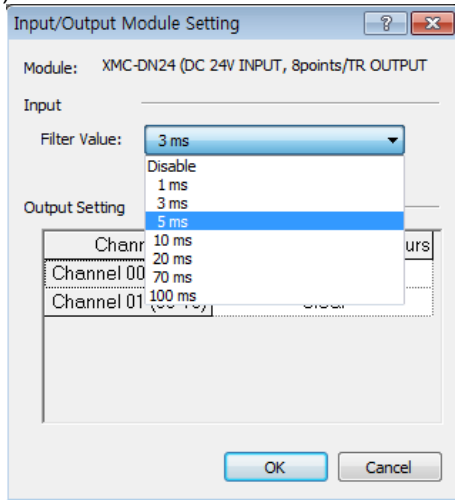 Input/Output Module Setting
Module: XMC-DN24 (DC 24V INPUT, 8points/TR OUTPUT
Input
Filter Value: 3 ms
Disable
1 ms
3 ms
Output Setting
5 ms
10 ms
20 ms
70 ms
100 ms
Chann
urs
Channel 00
Channel 01
OK
Cancel